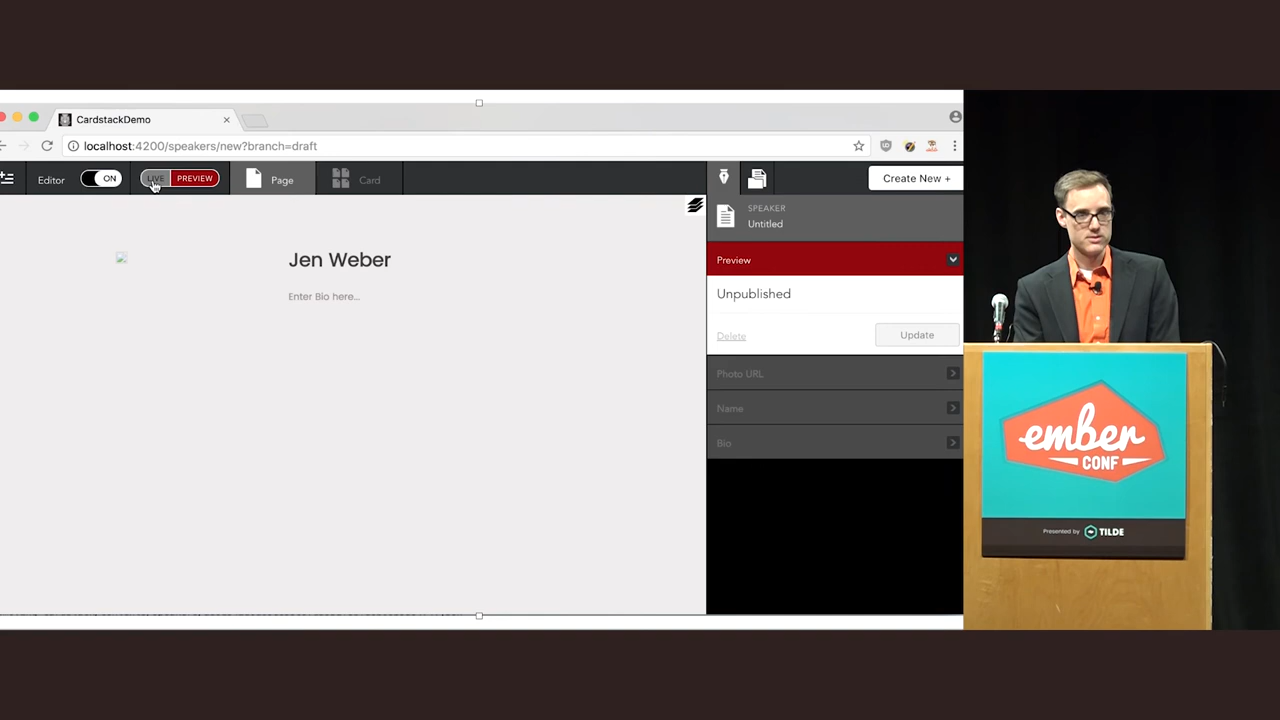 CardstackDemo
localhost:4200/speakers/new?branch=draft
Editor ON LIVE PREVIEW Page Card Create New +
SPEAKER
Untitled
Jen Weber
Enter Bio here...
Preview
Unpublished
Delete Update
Photo URL
Name
Bio
ember
CONF
Presented by TILDE